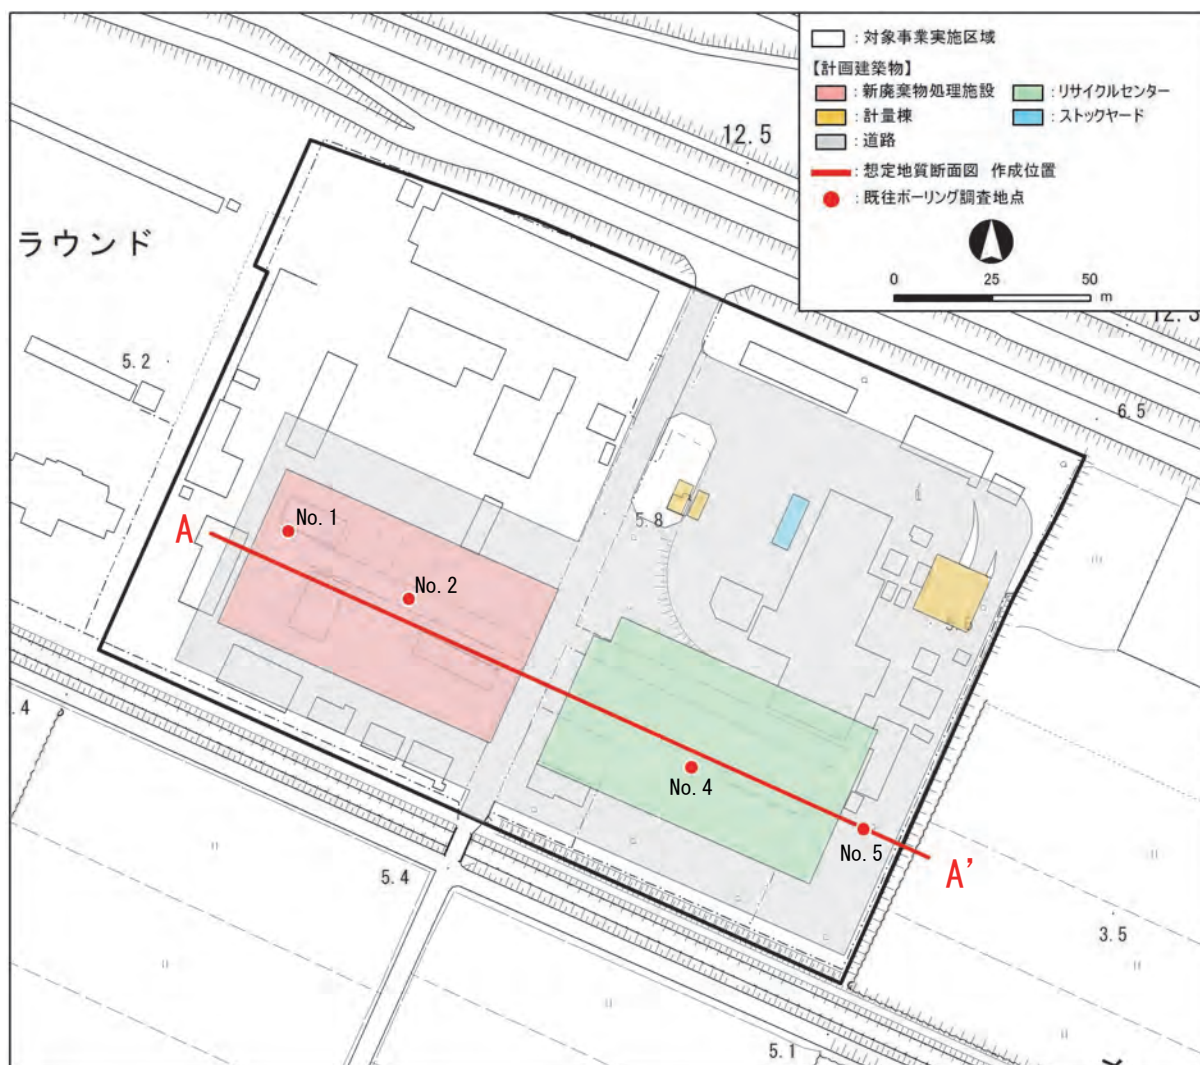 ：対象事業実施区域
【計画建築物】
：新廃棄物処理施設
：リサイクルセンター
：計量棟
：ストックヤード
：道路
：想定地質断面図　作成位置
：既往ボーリング調査地点
0 25 50
m
12.5
ラウンド
5.2
6.5
No. 1
5.8
A
No. 2
No. 4
No. 5
A’
5.4
3.5
5.1